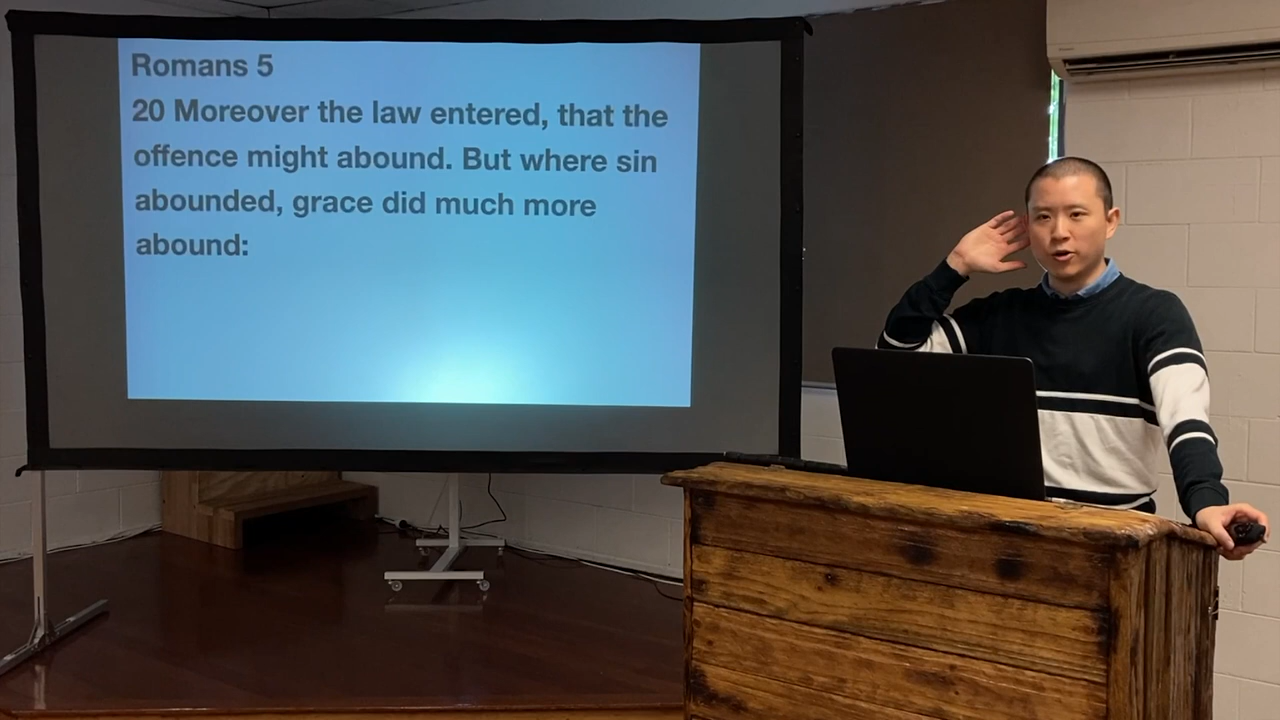 Romans 5
20 Moreover the law entered, that the
offence might abound. But where sin
abounded, grace did much more
abound: